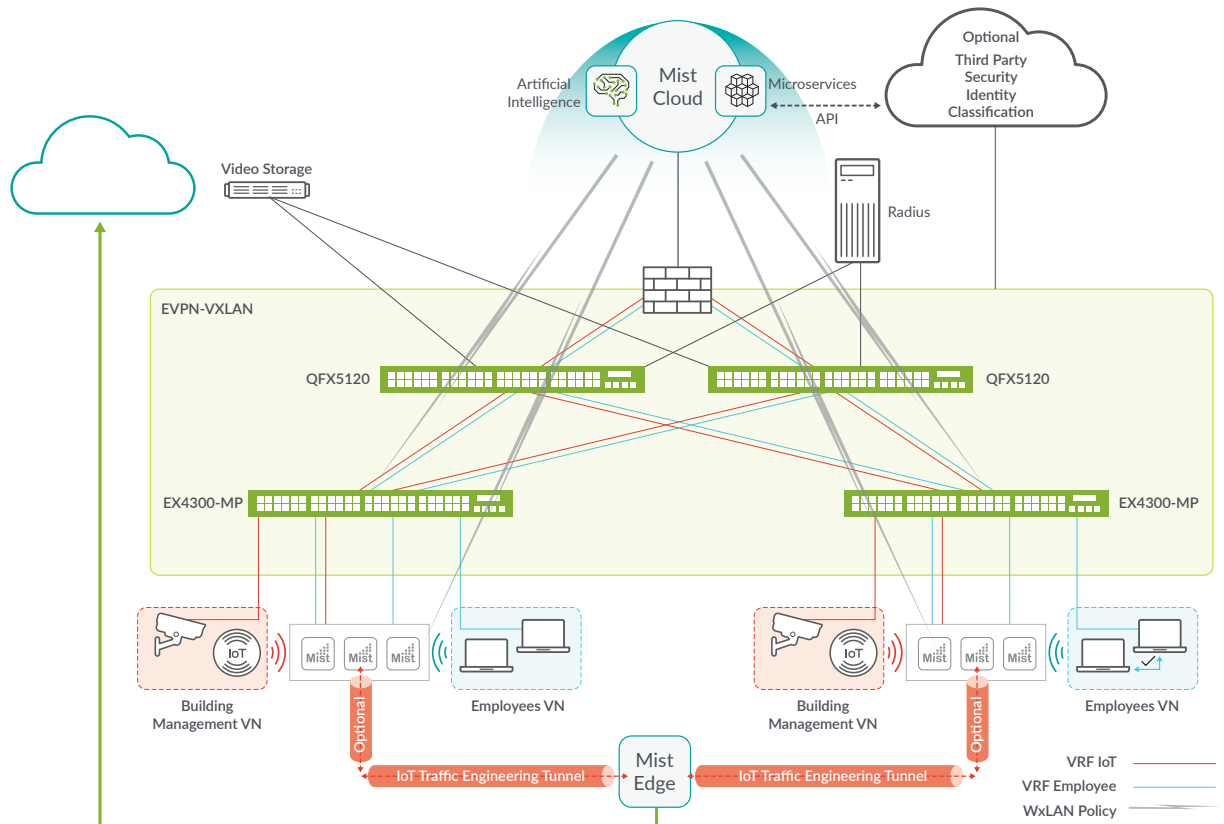 Optional
Third Party
Security
Identity
Classification
Mist
Cloud
Artificial
Intelligence
Microservices
API
Video Storage
Radius
EVPN-VXLAN
QFX5120
QFX5120
EX4300-MP
EX4300-MP
IoT
Mist
Mist
Mist
IoT
Mist
Mist
Mist
Building
Management VN
Optional
Employees VN
Building
Management VN
Optional
Employees VN
IoT Traffic Engineering Tunnel
Mist
Edge
IoT Traffic Engineering Tunnel
VRF IoT
VRF Employee
WxLAN Policy